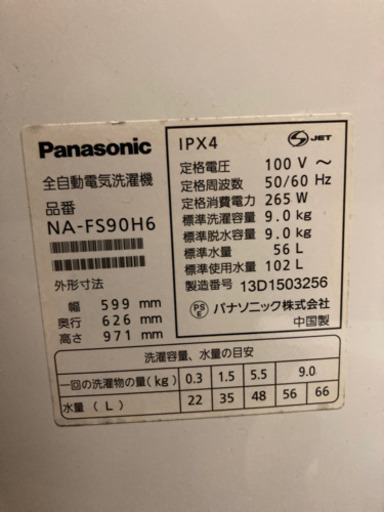 Panasonic
全自動電気洗濯機
品番
NA-FS90H6
外形寸法
幅 599 mm
奥行 626 mm
高さ 971 mm
IPX4
JET
定格電圧 100 V ～
定格周波数 50/60 Hz
定格消費電力 265 W
標準洗濯容量 9.0 kg
標準脱水容量 9.0 kg
標準水量 56 L
標準使用水量 102 L
製造番号 13D1503256
PSE パナソニック株式会社
中国製
洗濯容量、水量の目安
一回の洗濯物の量(kg) 0.3 1.5 5.5 9.0
水量(L) 22 35 48 56 66